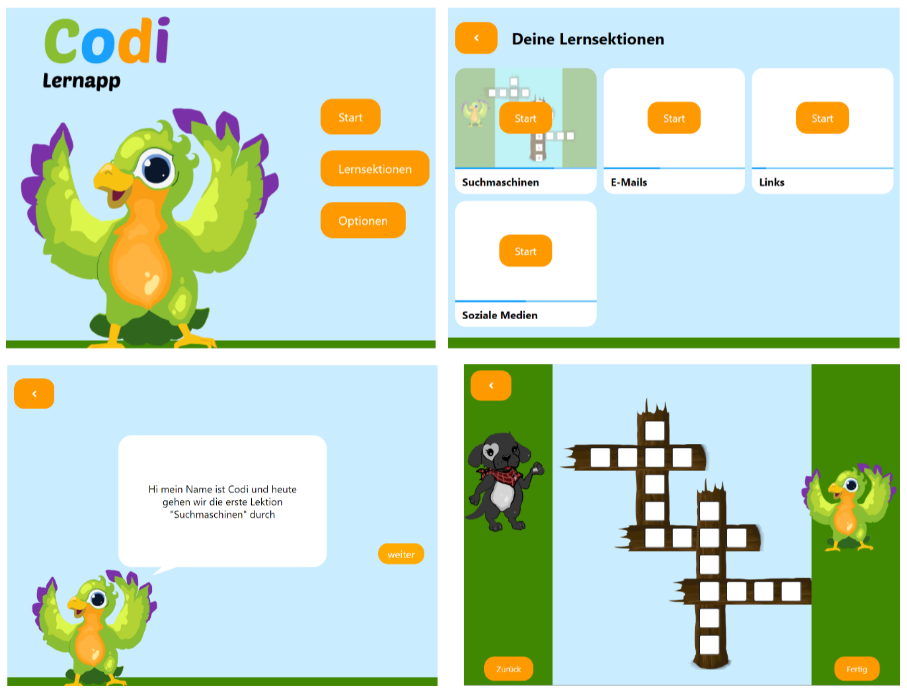 Codi
Lernapp
Start
Lernsektionen
Optionen
Deine Lernsektionen
Start
Start
Start
Suchmaschinen
E-Mails
Links
Start
Soziale Medien
Hi mein Name ist Codi und heute
gehen wir die erste Lektion
"Suchmaschinen" durch
weiter
Zurück
Fertig